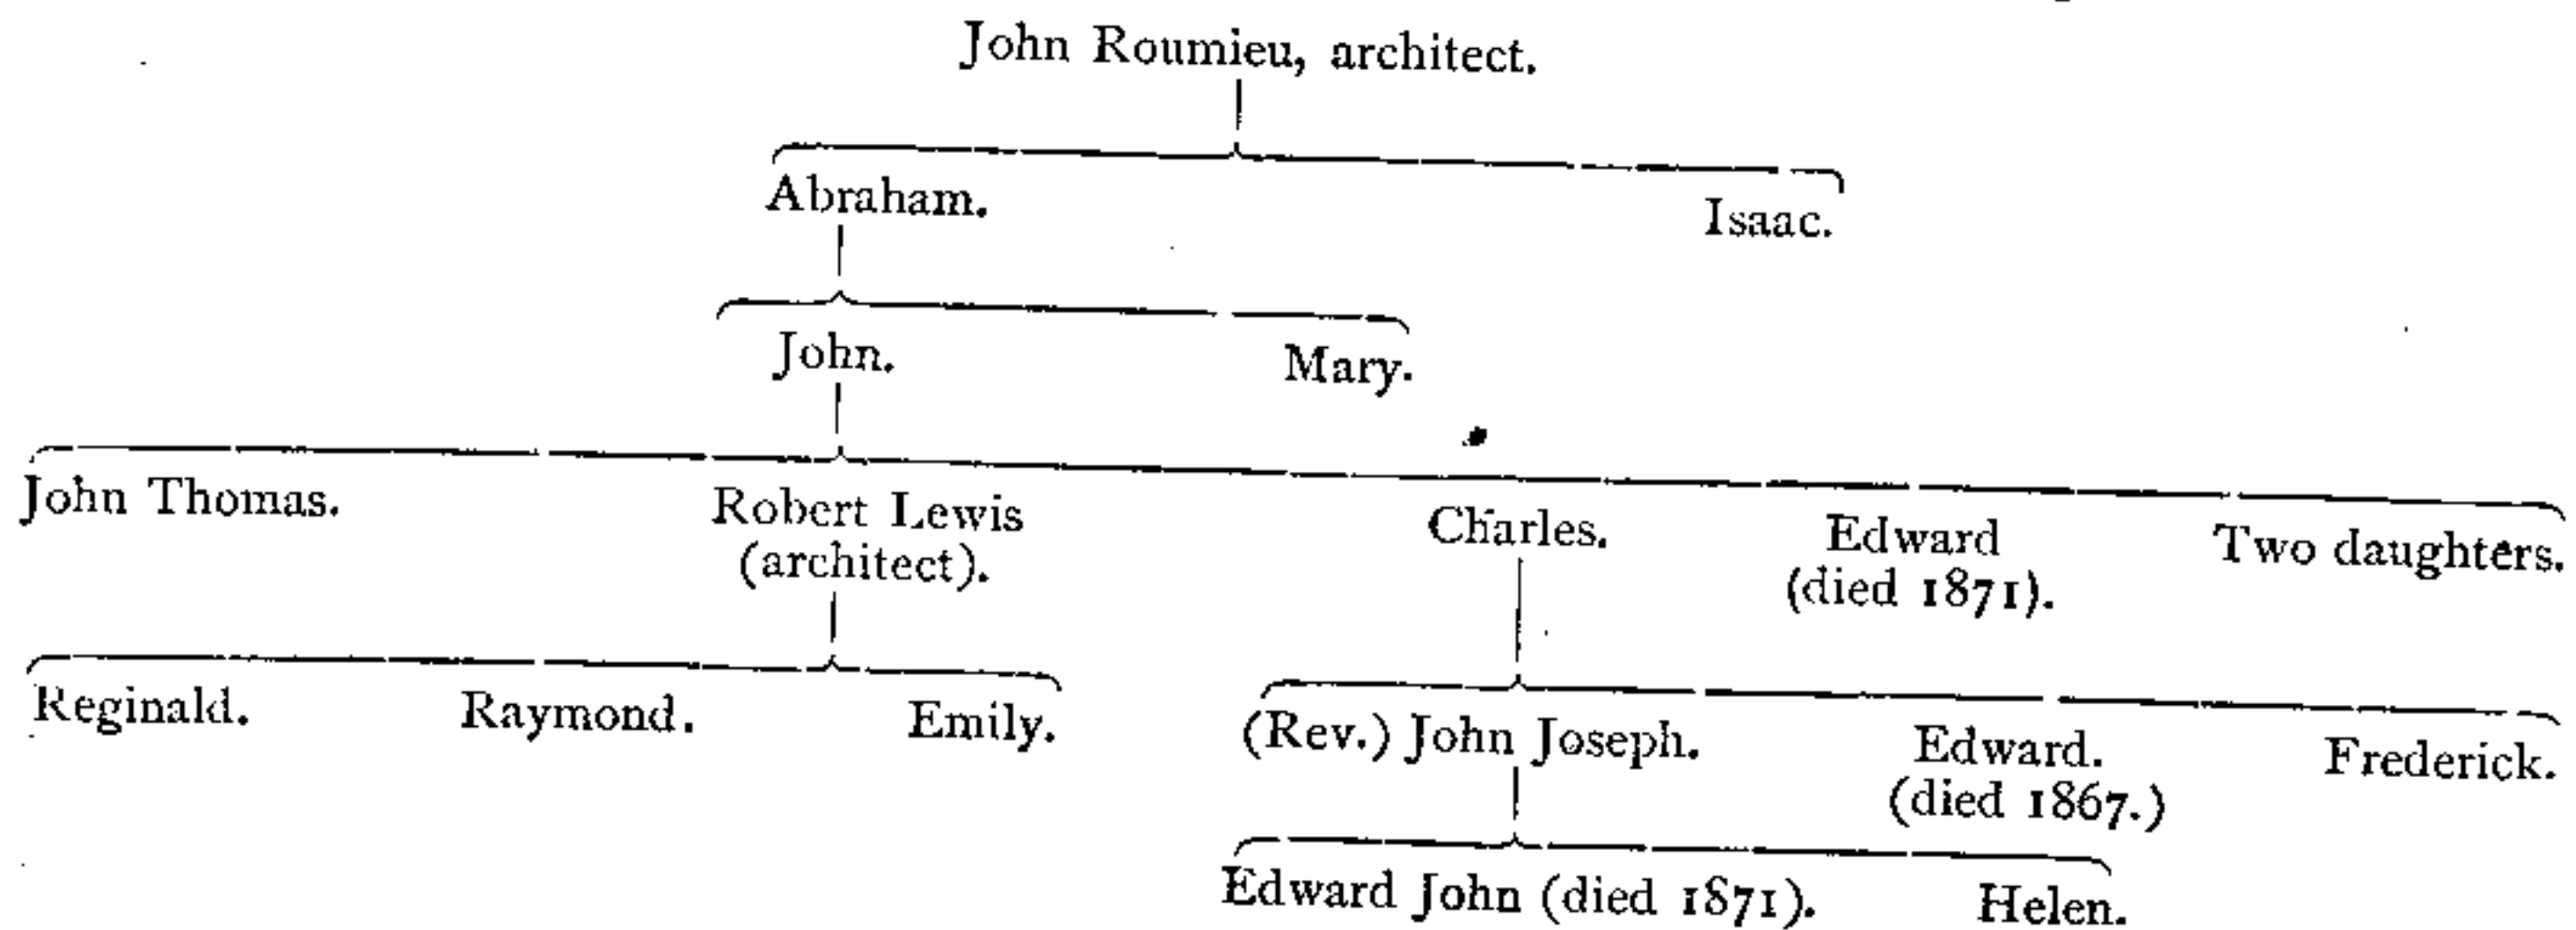 John Roumieu, architect.
Abraham. Isaac.
John. Mary.
John Thomas. Robert Lewis Charles. Edward Two daughters.
(architect). (died 1871).
Reginald. Raymond. Emily. (Rev.) John Joseph. Edward. Frederick.
(died 1867.)
Edward John (died 1871). Helen.